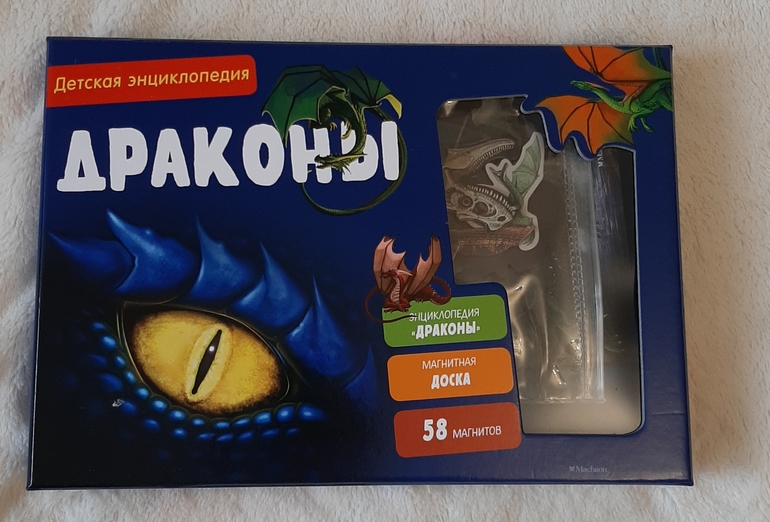 Детская энциклопедия
ДРАКОНЫ
ЭНЦИКЛОПЕДИЯ
«ДРАКОНЫ»
МАГНИТНАЯ
ДОСКА
58 МАГНИТОВ
Machaon